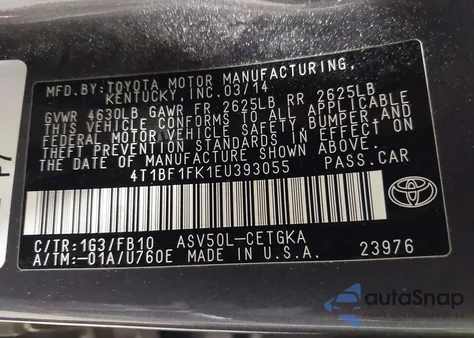 MFD. BY: TOYOTA MOTOR MANUFACTURING,
KENTUCKY, INC. 03/14
GVWR 4630LB GAWR FR 2625LB RR 2625LB
THIS VEHICLE CONFORMS TO ALL APPLICABLE
FEDERAL MOTOR VEHICLE SAFETY, BUMPER, AND
THEFT PREVENTION STANDARDS IN EFFECT ON
THE DATE OF MANUFACTURE SHOWN ABOVE.
4T1BF1FK1EU393055 PASS.CAR
TOYOTA
C/TR:1G3/FB10 ASV50L-CETGKA
A/TM:-01A/U760E MADE IN U.S.A. 23976
autoSnap